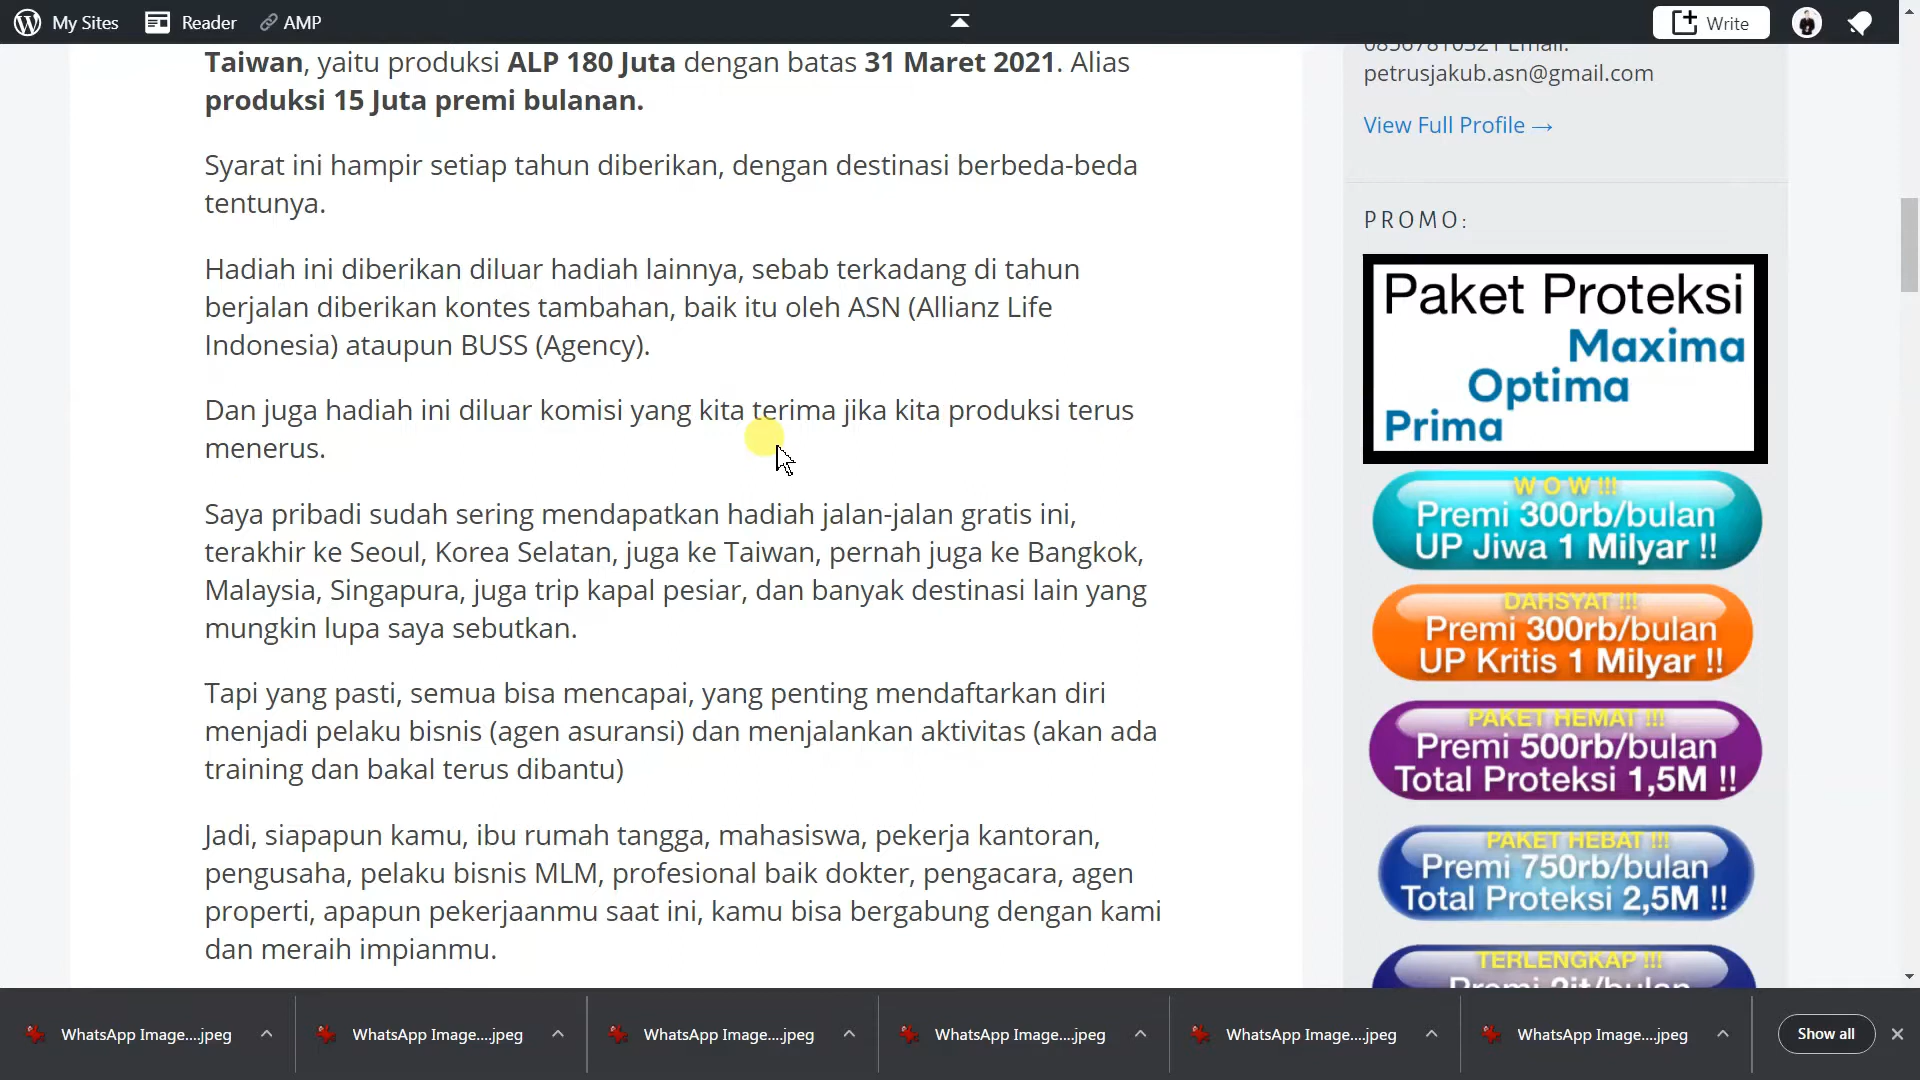 My Sites
Reader
AMP
Write
Taiwan, yaitu produksi ALP 180 Juta dengan batas 31 Maret 2021. Alias
produksi 15 Juta premi bulanan.
Syarat ini hampir setiap tahun diberikan, dengan destinasi berbeda-beda
tentunya.
Hadiah ini diberikan diluar hadiah lainnya, sebab terkadang di tahun
berjalan diberikan kontes tambahan, baik itu oleh ASN (Allianz Life
Indonesia) ataupun BUSS (Agency).
Dan juga hadiah ini diluar komisi yang kita terima jika kita produksi terus
menerus.
Saya pribadi sudah sering mendapatkan hadiah jalan-jalan gratis ini,
terakhir ke Seoul, Korea Selatan, juga ke Taiwan, pernah juga ke Bangkok,
Malaysia, Singapura, juga trip kapal pesiar, dan banyak destinasi lain yang
mungkin lupa saya sebutkan.
Tapi yang pasti, semua bisa mencapai, yang penting mendaftarkan diri
menjadi pelaku bisnis (agen asuransi) dan menjalankan aktivitas (akan ada
training dan bakal terus dibantu)
Jadi, siapapun kamu, ibu rumah tangga, mahasiswa, pekerja kantoran,
pengusaha, pelaku bisnis MLM, profesional baik dokter, pengacara, agen
properti, apapun pekerjaanmu saat ini, kamu bisa bergabung dengan kami
dan meraih impianmu.
Email:
petrusjakub.asn@gmail.com
View Full Profile →
PROMO:
Paket Proteksi
Maxima
Optima
Prima
W O W !!!
Premi 300rb/bulan
UP Jiwa 1 Milyar !!
DAHSYAT !!!
Premi 300rb/bulan
UP Kritis 1 Milyar !!
PAKET HEMAT !!!
Premi 500rb/bulan
Total Proteksi 1,5M !!
PAKET HEBAT !!!
Premi 750rb/bulan
Total Proteksi 2,5M !!
TERLENGKAP !!!
Premi 2jt/bulan
WhatsApp Image....jpeg
WhatsApp Image....jpeg
WhatsApp Image....jpeg
WhatsApp Image....jpeg
WhatsApp Image....jpeg
WhatsApp Image....jpeg
Show all